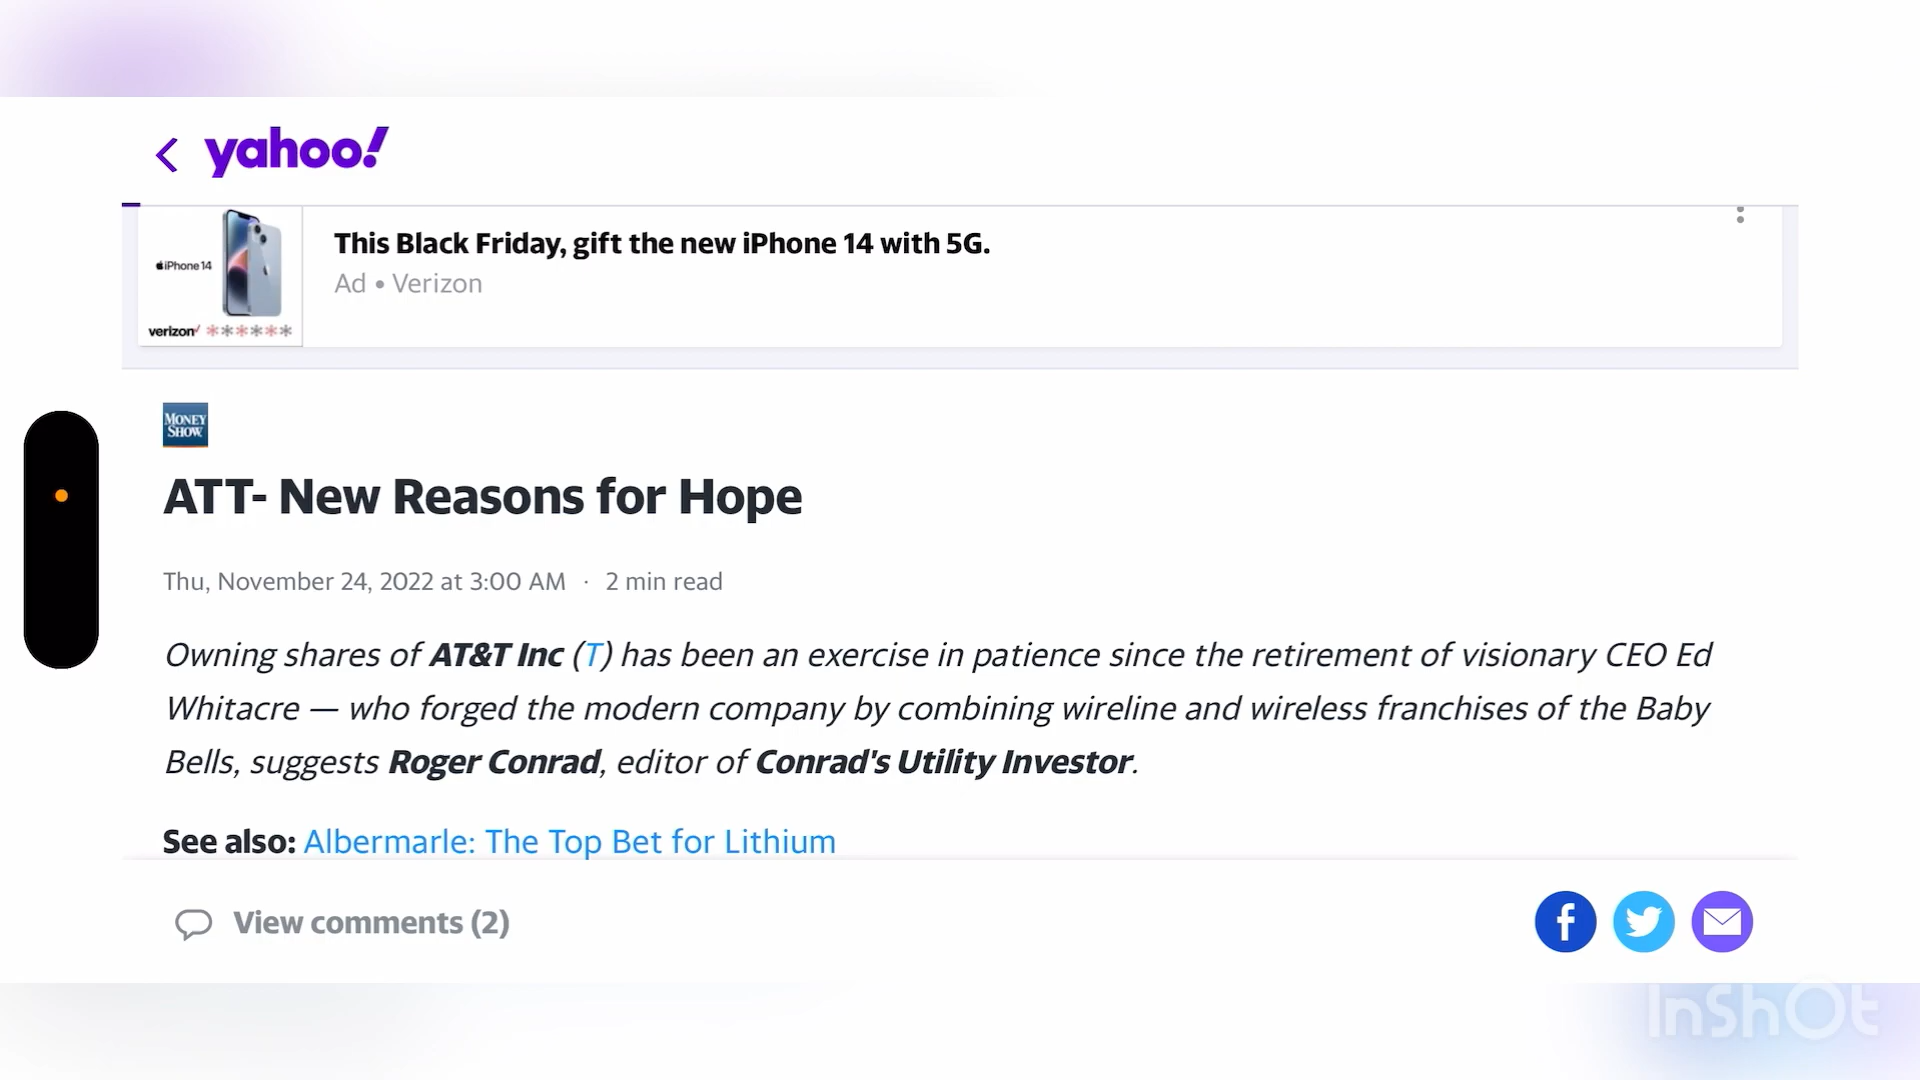 yahoo!
This Black Friday, gift the new iPhone 14 with 5G.
Ad • Verizon
iPhone 14
verizon✓ ******
MONEY
SHOW
ATT- New Reasons for Hope
Thu, November 24, 2022 at 3:00 AM · 2 min read
Owning shares of AT&T Inc (T) has been an exercise in patience since the retirement of visionary CEO Ed
Whitacre — who forged the modern company by combining wireline and wireless franchises of the Baby
Bells, suggests Roger Conrad, editor of Conrad's Utility Investor.
See also: Albermarle: The Top Bet for Lithium
View comments (2)
InShOt